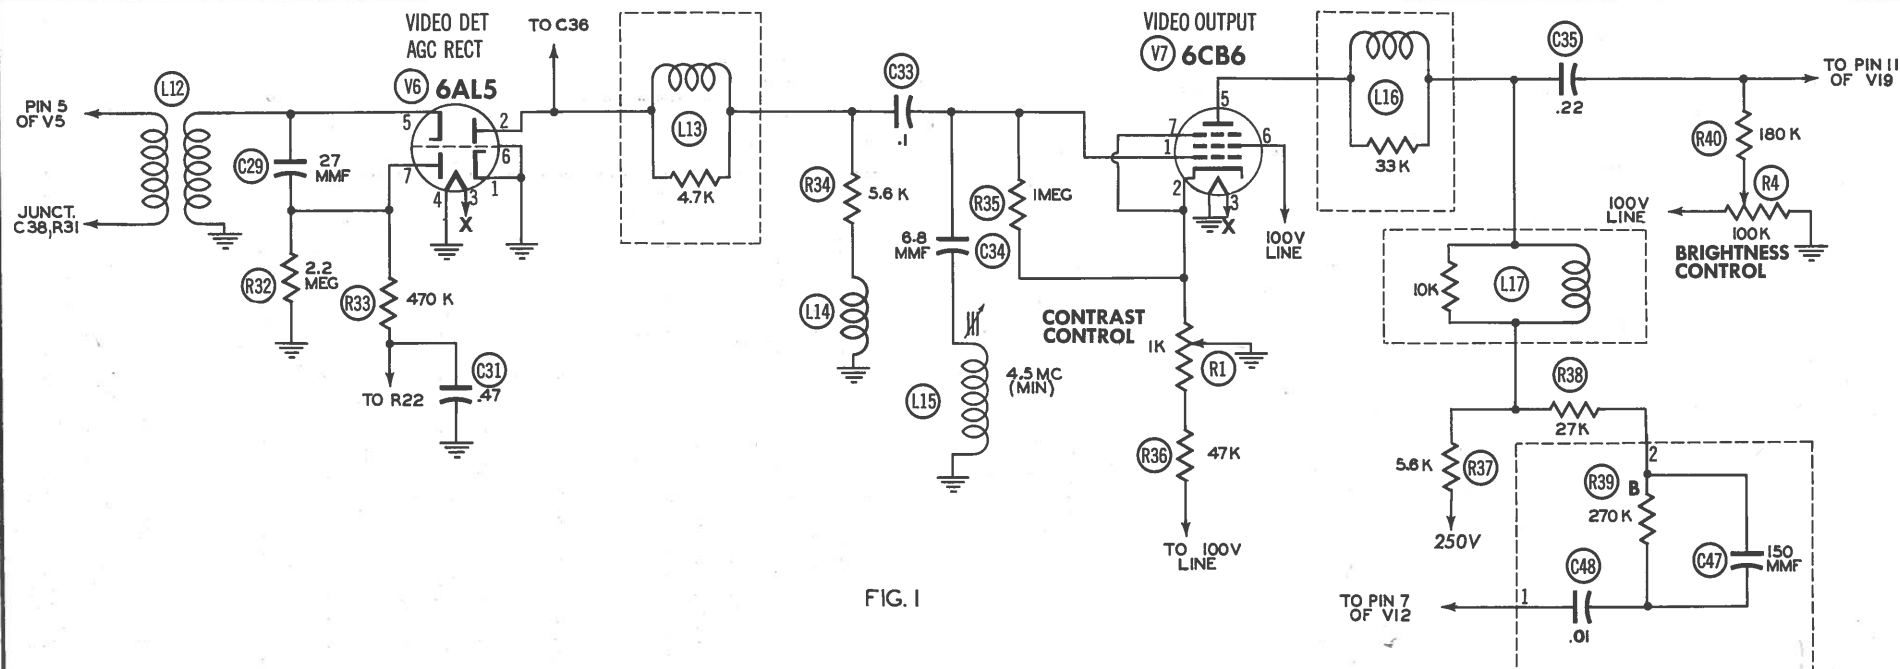 VIDEO DET
AGC RECT
V6 6AL5
TO C36
VIDEO OUTPUT
V7 6CB6
PIN 5
OF V5
L12
5
2
6
7
4
3
1
X
C29
27
MMF
JUNCT.
C38,R31
R32
2.2
MEG
R33
470 K
TO R22
C31
.47
L13
4.7K
C33
.1
R34
5.6 K
L14
6.8
MMF
C34
R35
1MEG
L15
4.5 MC
(MIN)
5
7
1
6
2
3
X
100V
LINE
CONTRAST
CONTROL
1K
R1
R36
47K
TO 100V
LINE
L16
33K
C35
.22
TO PIN 11
OF V19
R40
180 K
R4
100V
LINE
100K
BRIGHTNESS
CONTROL
10K
L17
R38
27K
5.6K
R37
250V
2
R39
B
270 K
C47
150
MMF
C48
.01
1
TO PIN 7
OF V12
FIG. 1